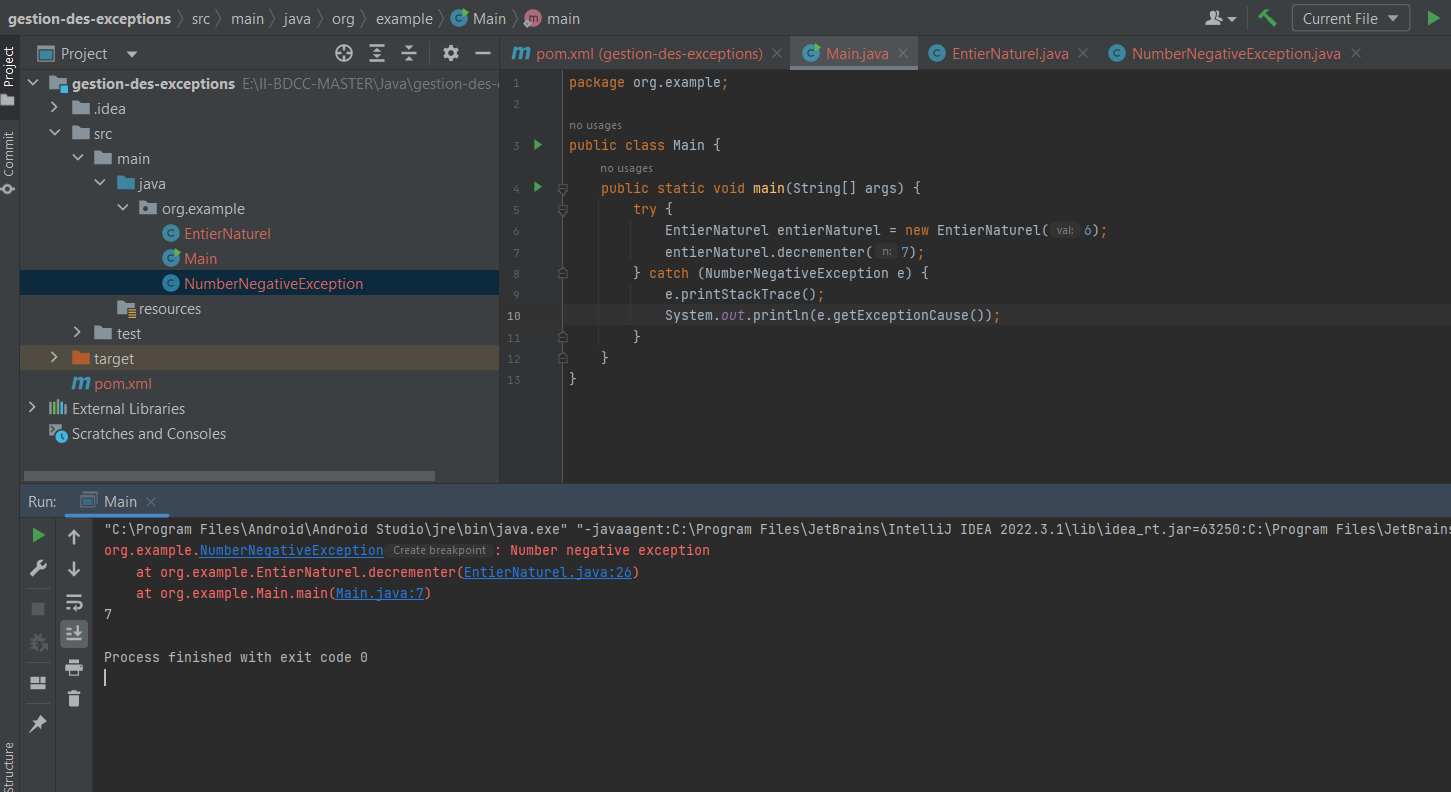 gestion-des-exceptions src main java org example Main main Current File
Project
pom.xml (gestion-des-exceptions) Main.java EntierNaturel.java NumberNegativeException.java
Project
Commit
Structure
gestion-des-exceptions E:\II-BDCC-MASTER\Java\gestion-des-
.idea
src
main
java
org.example
EntierNaturel
Main
NumberNegativeException
resources
test
target
pom.xml
External Libraries
Scratches and Consoles
1 package org.example;
2
no usages
3 public class Main {
no usages
4 public static void main(String[] args) {
5 try {
6 EntierNaturel entierNaturel = new EntierNaturel( val: 6);
7 entierNaturel.decrementer( n: 7);
8 } catch (NumberNegativeException e) {
9 e.printStackTrace();
10 System.out.println(e.getExceptionCause());
11 }
12 }
13 }
Run: Main
"C:\Program Files\Android\Android Studio\jre\bin\java.exe" "-javaagent:C:\Program Files\JetBrains\IntelliJ IDEA 2022.3.1\lib\idea_rt.jar=63250:C:\Program Files\JetBrains
org.example.NumberNegativeException Create breakpoint : Number negative exception
at org.example.EntierNaturel.decrementer(EntierNaturel.java:26)
at org.example.Main.main(Main.java:7)
7
Process finished with exit code 0